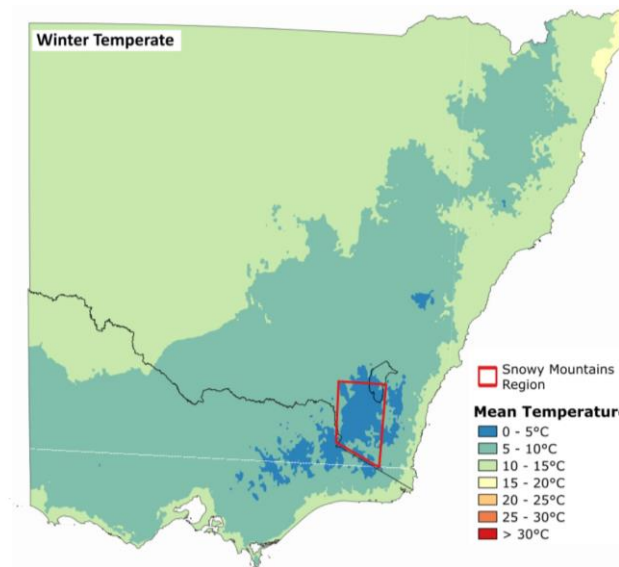 Winter Temperate
Snowy Mountains
Region
Mean Temperature
0 - 5°C
5 - 10°C
10 - 15°C
15 - 20°C
20 - 25°C
25 - 30°C
> 30°C